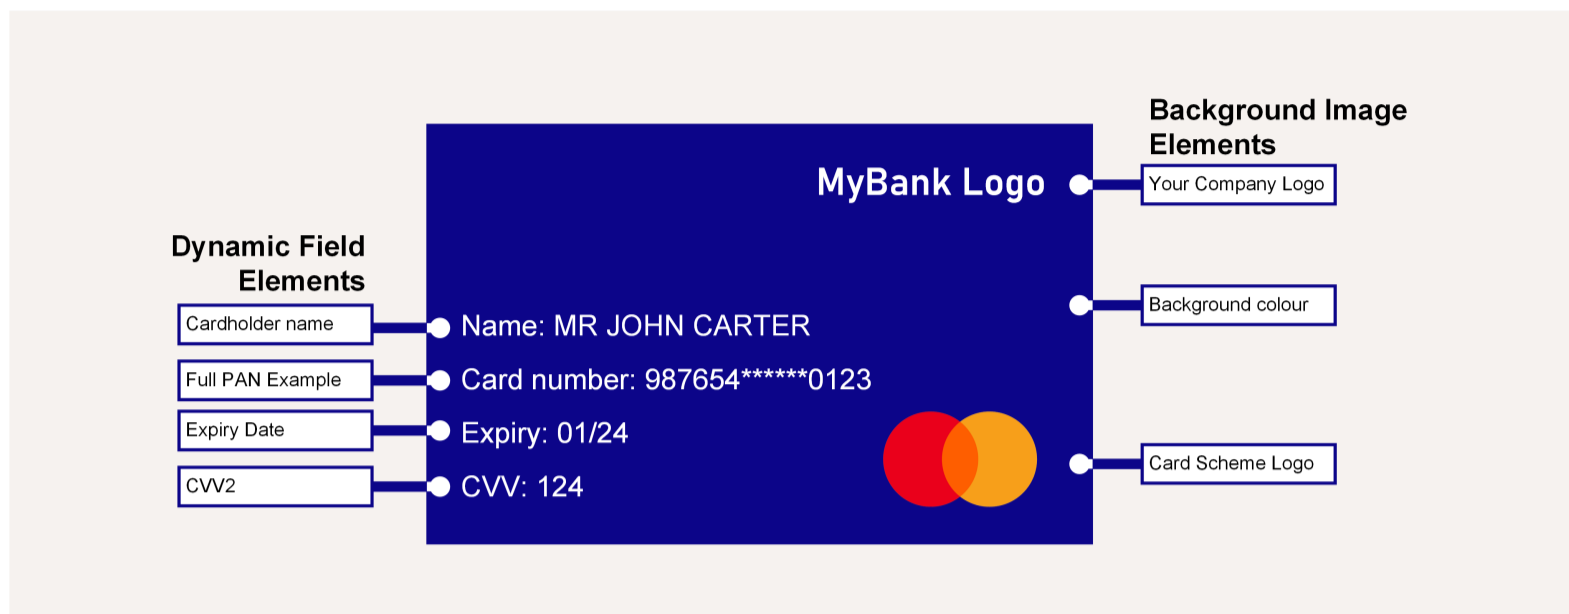 Background Image
Elements
MyBank Logo
Your Company Logo
Dynamic Field
Elements
Background colour
Cardholder name
Name: MR JOHN CARTER
Full PAN Example
Card number: 987654******0123
Expiry Date
Expiry: 01/24
Card Scheme Logo
CVV2
CVV: 124